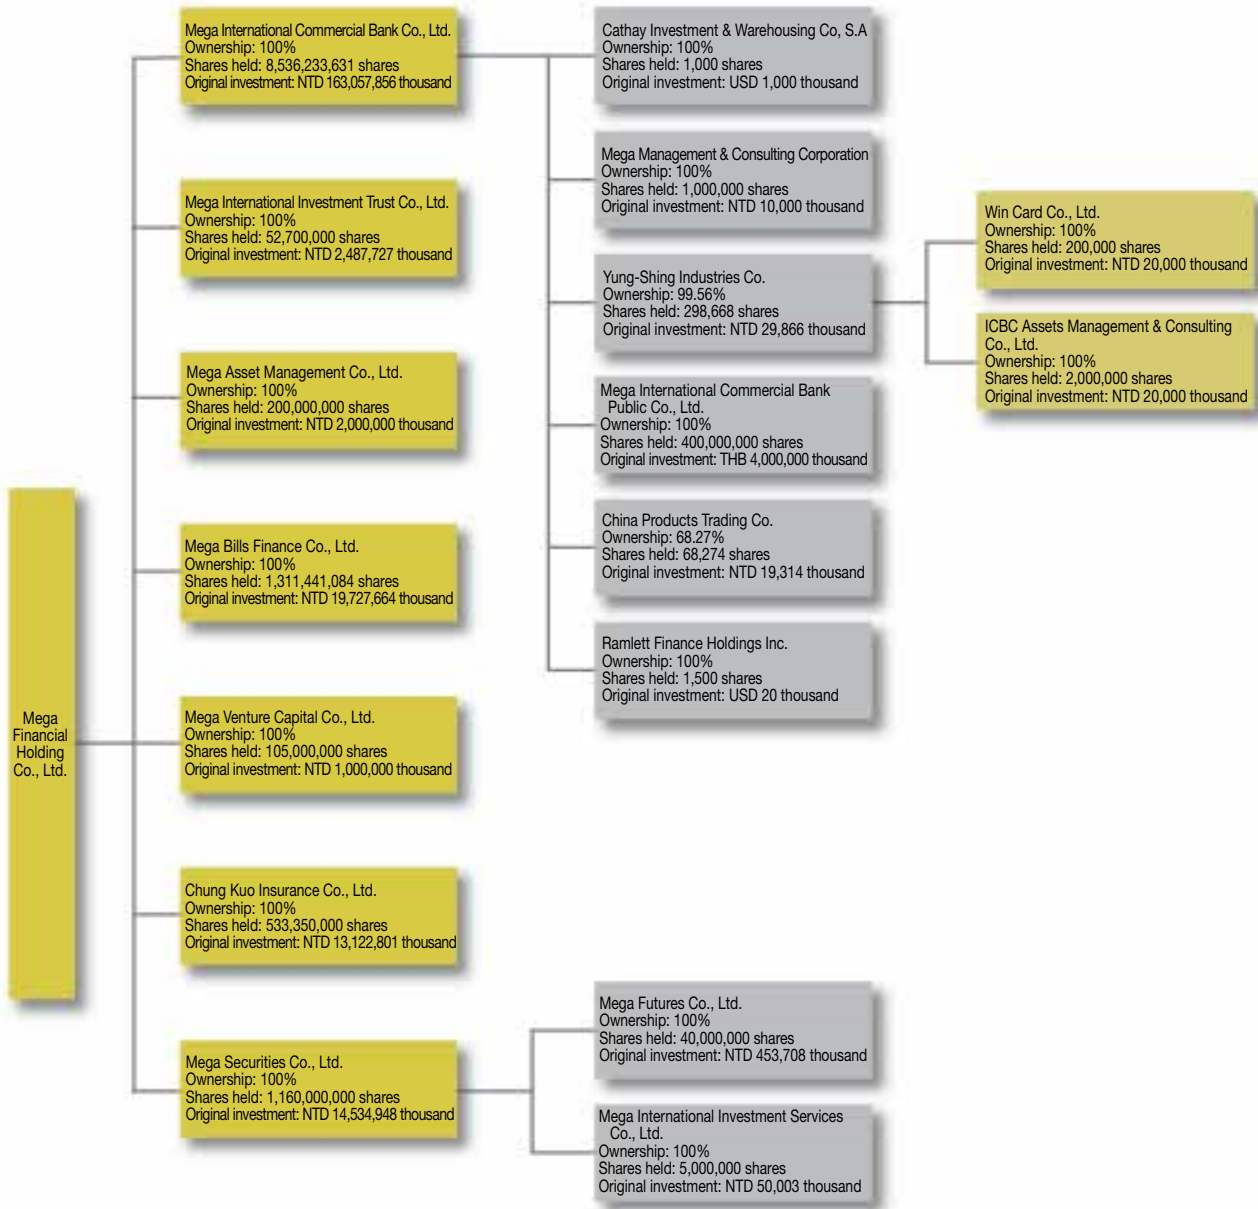 Mega
Financial
Holding
Co., Ltd.
Mega International Commercial Bank Co., Ltd.
Ownership: 100%
Shares held: 8,536,233,631 shares
Original investment: NTD 163,057,856 thousand
Mega International Investment Trust Co., Ltd.
Ownership: 100%
Shares held: 52,700,000 shares
Original investment: NTD 2,487,727 thousand
Mega Asset Management Co., Ltd.
Ownership: 100%
Shares held: 200,000,000 shares
Original investment: NTD 2,000,000 thousand
Mega Bills Finance Co., Ltd.
Ownership: 100%
Shares held: 1,311,441,084 shares
Original investment: NTD 19,727,664 thousand
Mega Venture Capital Co., Ltd.
Ownership: 100%
Shares held: 105,000,000 shares
Original investment: NTD 1,000,000 thousand
Chung Kuo Insurance Co., Ltd.
Ownership: 100%
Shares held: 533,350,000 shares
Original investment: NTD 13,122,801 thousand
Mega Securities Co., Ltd.
Ownership: 100%
Shares held: 1,160,000,000 shares
Original investment: NTD 14,534,948 thousand
Cathay Investment & Warehousing Co, S.A
Ownership: 100%
Shares held: 1,000 shares
Original investment: USD 1,000 thousand
Mega Management & Consulting Corporation
Ownership: 100%
Shares held: 1,000,000 shares
Original investment: NTD 10,000 thousand
Yung-Shing Industries Co.
Ownership: 99.56%
Shares held: 298,668 shares
Original investment: NTD 29,866 thousand
Mega International Commercial Bank
Public Co., Ltd.
Ownership: 100%
Shares held: 400,000,000 shares
Original investment: THB 4,000,000 thousand
China Products Trading Co.
Ownership: 68.27%
Shares held: 68,274 shares
Original investment: NTD 19,314 thousand
Ramlett Finance Holdings Inc.
Ownership: 100%
Shares held: 1,500 shares
Original investment: USD 20 thousand
Mega Futures Co., Ltd.
Ownership: 100%
Shares held: 40,000,000 shares
Original investment: NTD 453,708 thousand
Mega International Investment Services
Co., Ltd.
Ownership: 100%
Shares held: 5,000,000 shares
Original investment: NTD 50,003 thousand
Win Card Co., Ltd.
Ownership: 100%
Shares held: 200,000 shares
Original investment: NTD 20,000 thousand
ICBC Assets Management & Consulting
Co., Ltd.
Ownership: 100%
Shares held: 2,000,000 shares
Original investment: NTD 20,000 thousand